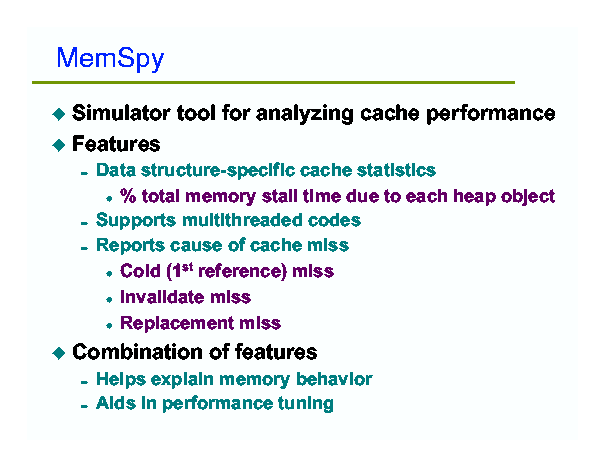 MemSpy
◆ Simulator tool for analyzing cache performance
◆ Features
– Data structure-specific cache statistics
• % total memory stall time due to each heap object
– Supports multithreaded codes
– Reports cause of cache miss
• Cold (1st reference) miss
• Invalidate miss
• Replacement miss
◆ Combination of features
– Helps explain memory behavior
– Aids in performance tuning